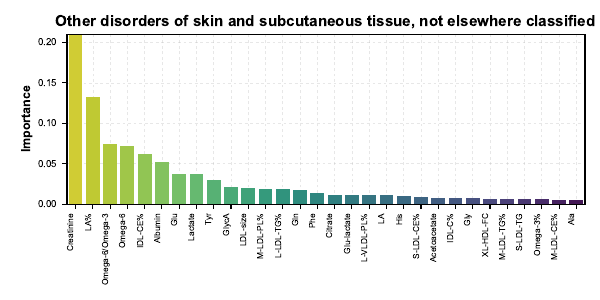 Other disorders of skin and subcutaneous tissue, not elsewhere classified
Importance
0.20
0.15
0.10
0.05
0.00
Creatinine
LA%
Omega-6/Omega-3
Omega-6
IDL-CE%
Albumin
Glu
Lactate
Tyr
GlycA
LDL-size
M-LDL-PL%
L-LDL-TG%
Gln
Phe
Citrate
Glu-lactate
L-VLDL-PL%
LA
His
S-LDL-CE%
Acetoacetate
IDL-C%
Gly
XL-HDL-FC
M-LDL-TG%
S-LDL-TG
Omega-3%
M-LDL-CE%
Ala